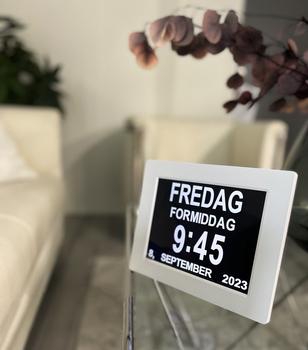 FREDAG
FORMIDDAG
9:45
8, SEPTEMBER 2023